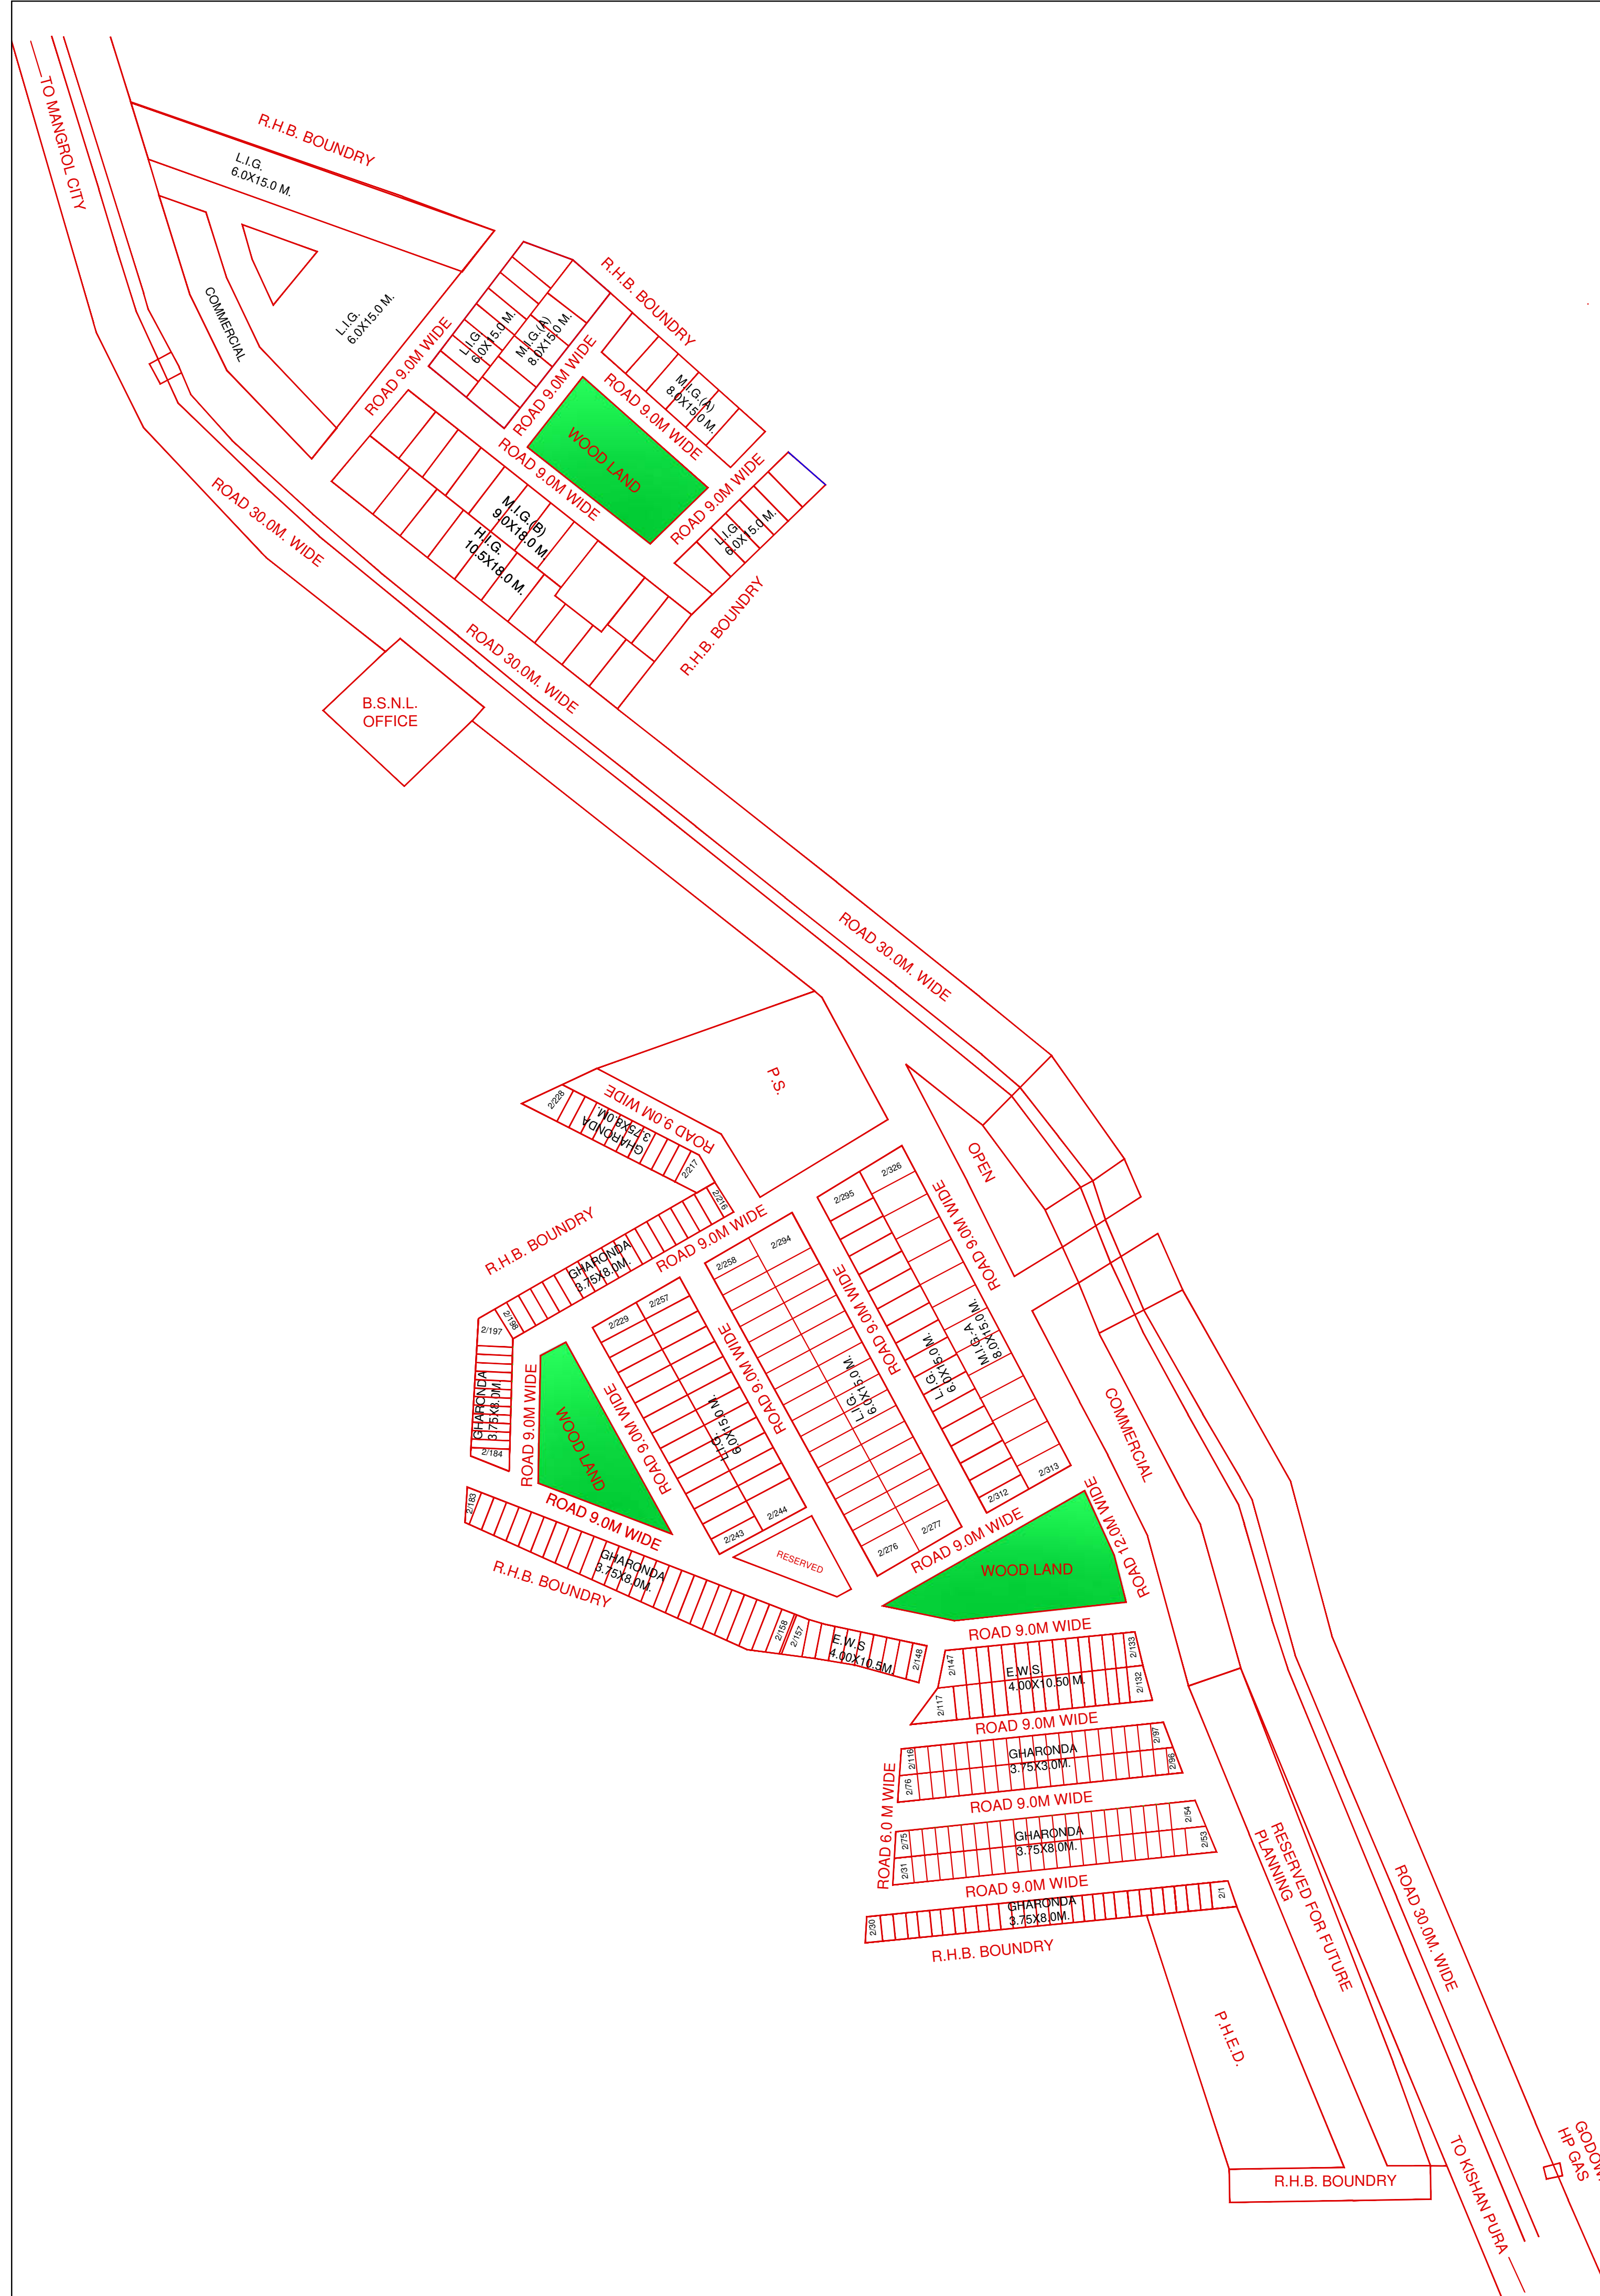 TO MANGROL CITY
R.H.B. BOUNDRY
L.I.G.
6.0X15.0 M.
COMMERCIAL
L.I.G.
6.0X15.0 M.
ROAD 9.0M WIDE
L.I.G.
6.0X15.0 M.
M.I.G.(A)
8.0X15.0 M.
R.H.B. BOUNDRY
ROAD 9.0M WIDE
ROAD 9.0M WIDE
M.I.G.(A)
8.0X15.0 M.
WOOD LAND
ROAD 9.0M WIDE
ROAD 9.0M WIDE
L.I.G.
6.0X15.0 M.
M.I.G.(B)
9.0X18.0 M
H.I.G.
10.5X18.0 M.
R.H.B. BOUNDRY
ROAD 30.0M. WIDE
ROAD 30.0M. WIDE
B.S.N.L.
OFFICE
ROAD 30.0M. WIDE
P.S.
ROAD 9.0M WIDE
2/228
GHARONDA
3.75X8.0M.
2/217
OPEN
2/216
R.H.B. BOUNDRY
GHARONDA
3.75X8.0M.
ROAD 9.0M WIDE
2/198
2/197
GHARONDA
3.75X8.0M
2/184
ROAD 9.0M WIDE
WOOD LAND
ROAD 9.0M WIDE
2/229
2/257
L.I.G.
6.0X15.0 M.
2/243
2/244
ROAD 9.0M WIDE
2/258
2/294
L.I.G.
6.0X15.0 M.
2/276
2/277
ROAD 9.0M WIDE
2/295
2/326
L.I.G.
6.0X15.0 M.
M.I.G.-A
8.0X15.0M.
2/312
2/313
ROAD 9.0M WIDE
COMMERCIAL
ROAD 12.0M WIDE
ROAD 9.0M WIDE
WOOD LAND
RESERVED
ROAD 9.0M WIDE
2/183
GHARONDA
3.75X8.0M.
R.H.B. BOUNDRY
2/158
2/157
E.W.S
4.00X10.5M
2/148
ROAD 9.0M WIDE
2/147
2/133
E.W.S.
4.00X10.50 M.
2/117
2/132
ROAD 9.0M WIDE
2/116
2/97
GHARONDA
3.75X3.0M.
2/76
2/96
ROAD 6.0 M WIDE
ROAD 9.0M WIDE
2/75
2/54
GHARONDA
3.75X8.0M.
2/31
2/53
ROAD 9.0M WIDE
2/30
GHARONDA
3.75X8.0M.
2/1
R.H.B. BOUNDRY
RESERVED FOR FUTURE
PLANNING
ROAD 30.0M. WIDE
P.H.E.D.
R.H.B. BOUNDRY
TO KISHAN PURA
HP GAS